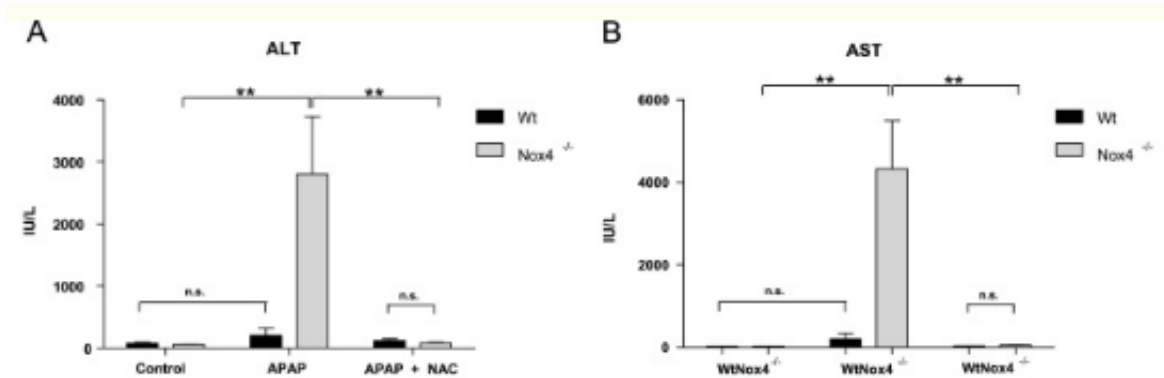 A
ALT
** **
4000
3000
2000
1000
0
IU/L
n.s.
n.s.
Wt
Nox4 -/-
Control APAP APAP + NAC
B
AST
** **
6000
4000
2000
0
IU/L
n.s.
n.s.
Wt
Nox4 -/-
WtNox4-/- WtNox4-/- WtNox4-/-